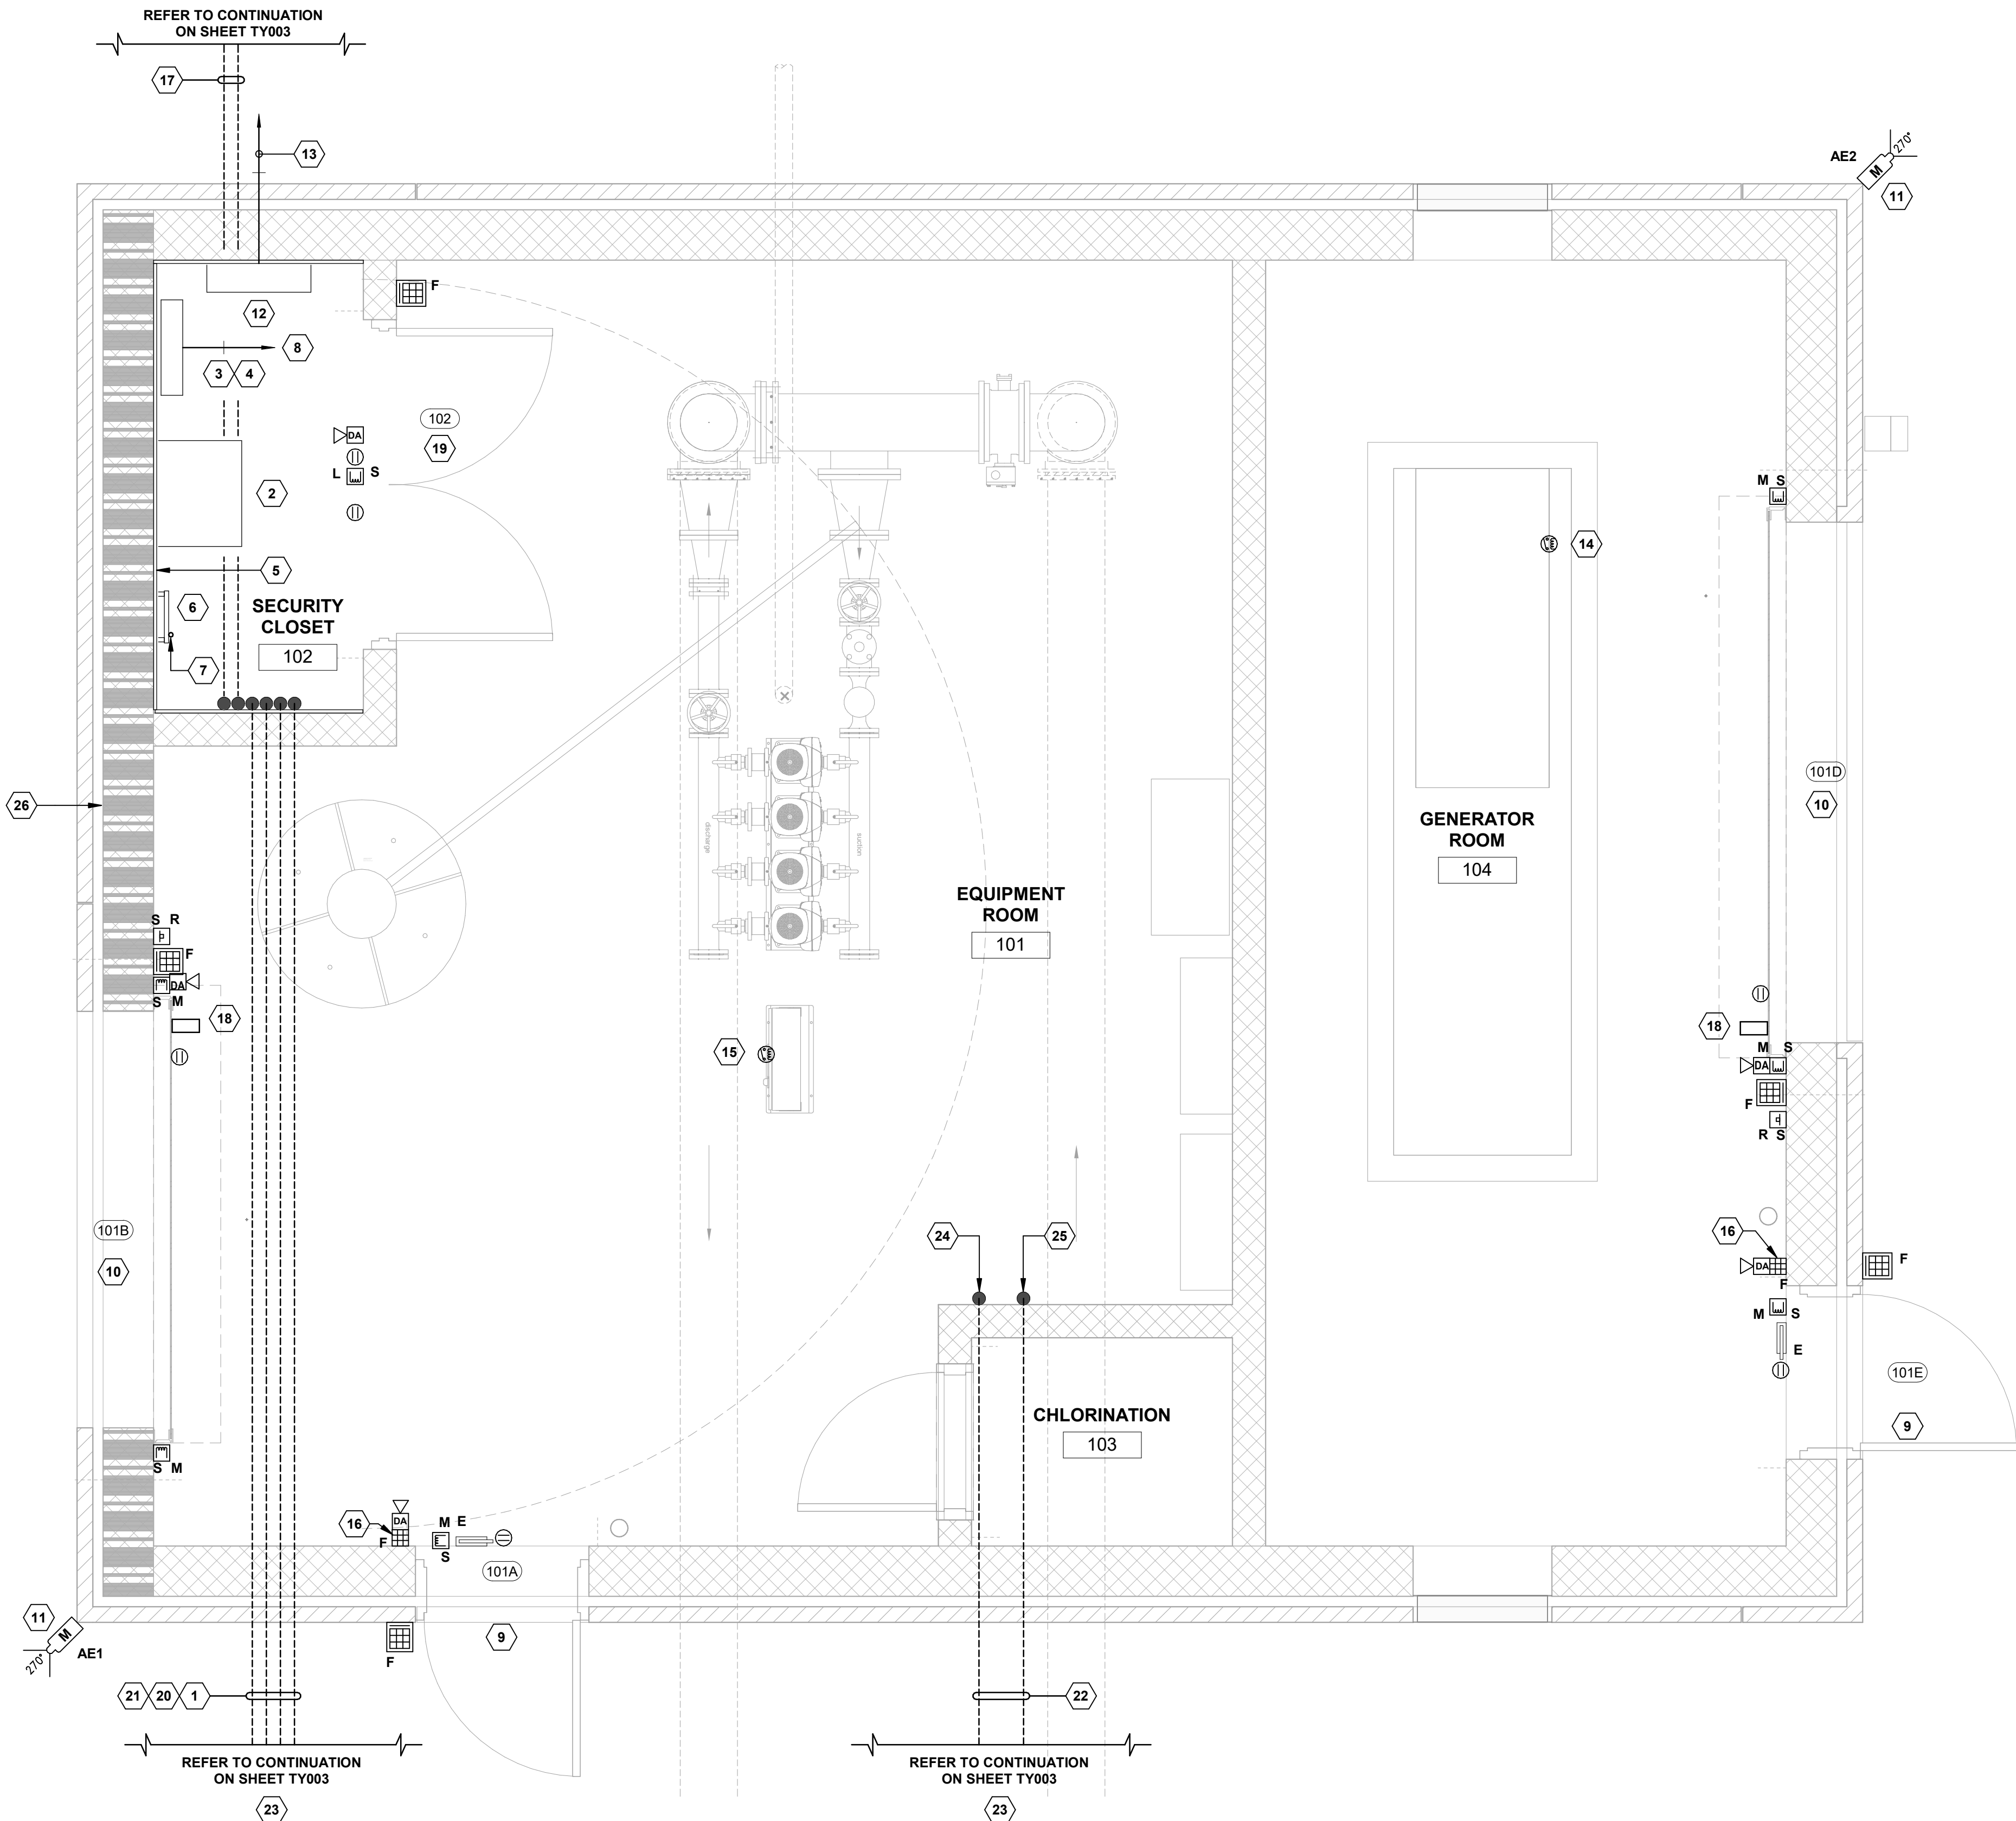 REFER TO CONTINUATION
ON SHEET TY003
17
13
AE2
270°
M
11
F
12
8
3 4
102
DA
19
L S
2
M S
14
5
6
SECURITY
CLOSET
102
7
101D
10
26
GENERATOR
ROOM
104
discharge
suction
EQUIPMENT
ROOM
101
S R
F
DA
S M
18
18
15
M S
DA
F
R S
101B
10
24
25
16
DA
F
F
M S
E
101E
9
CHLORINATION
103
S M
16
DA
F
M E
S
101A
11
M
270°
AE1
F
9
21 20 1
22
REFER TO CONTINUATION
ON SHEET TY003
23
REFER TO CONTINUATION
ON SHEET TY003
23